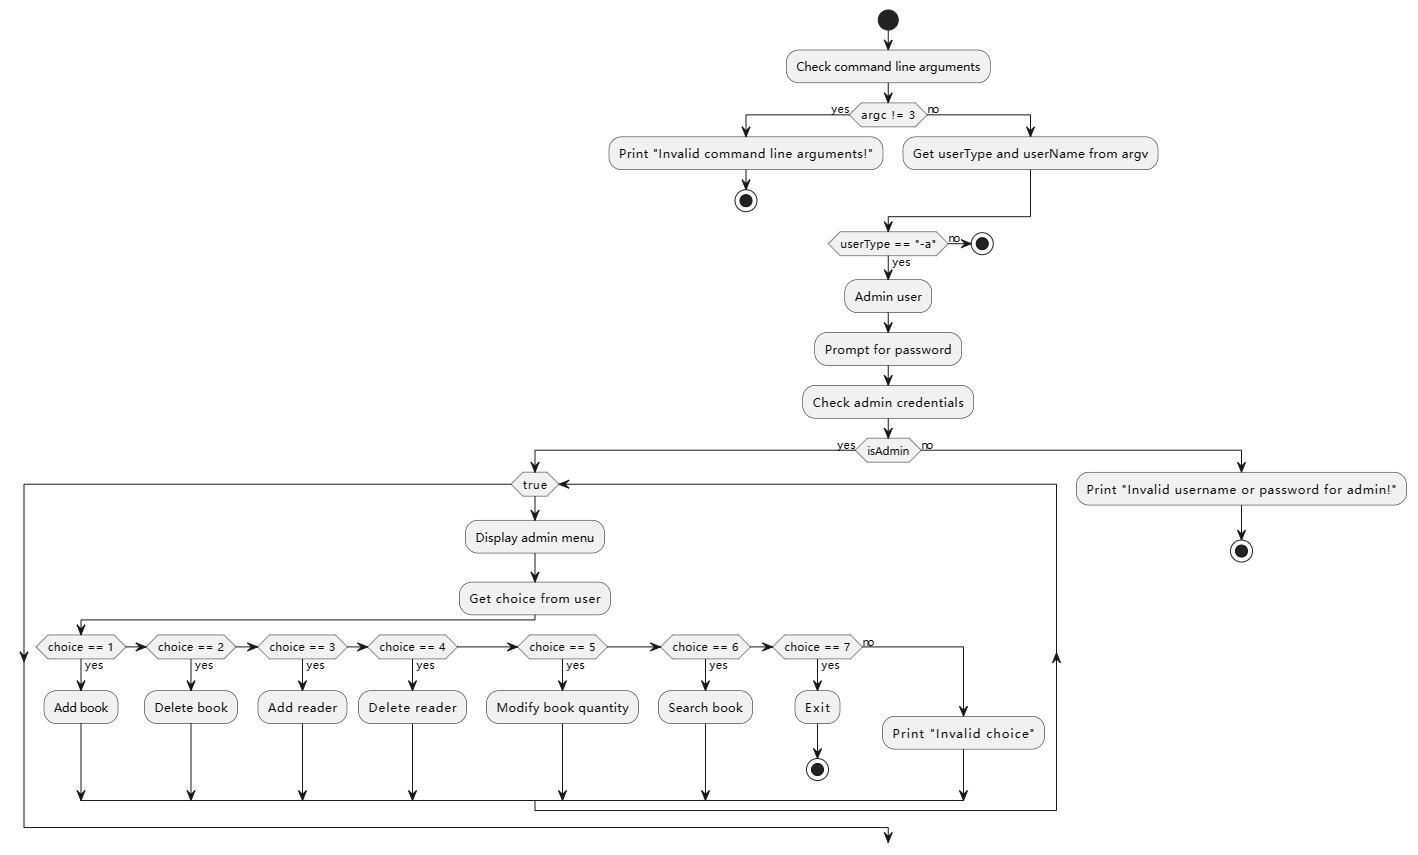 Check command line arguments
yes
argc != 3
no
Print "Invalid command line arguments!"
Get userType and userName from argv
userType == "-a"
no
yes
Admin user
Prompt for password
Check admin credentials
yes
isAdmin
no
true
Print "Invalid username or password for admin!"
Display admin menu
Get choice from user
choice == 1
choice == 2
choice == 3
choice == 4
choice == 5
choice == 6
choice == 7
no
yes
yes
yes
yes
yes
yes
yes
Add book
Delete book
Add reader
Delete reader
Modify book quantity
Search book
Exit
Print "Invalid choice"